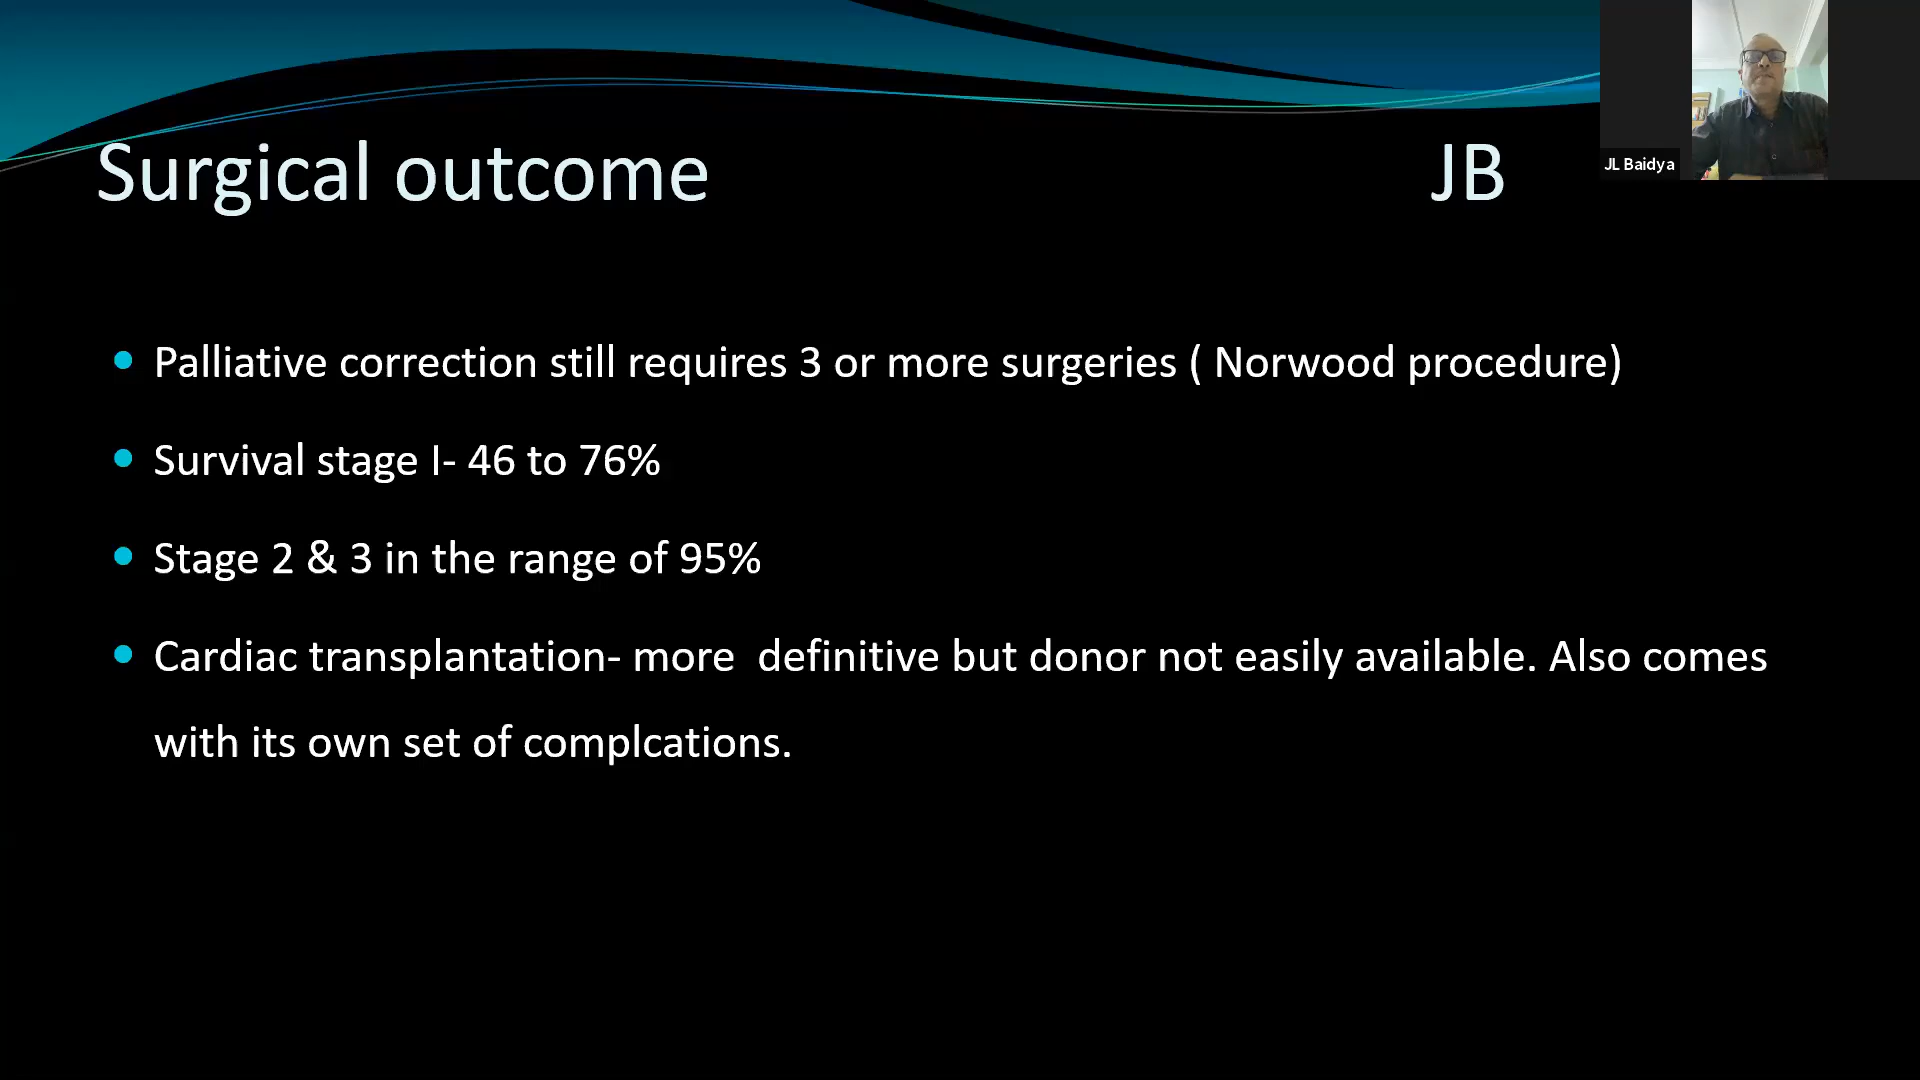 Surgical outcome JB
JL Baidya
• Palliative correction still requires 3 or more surgeries ( Norwood procedure)
• Survival stage I- 46 to 76%
• Stage 2 & 3 in the range of 95%
• Cardiac transplantation- more  definitive but donor not easily available. Also comes
with its own set of complcations.